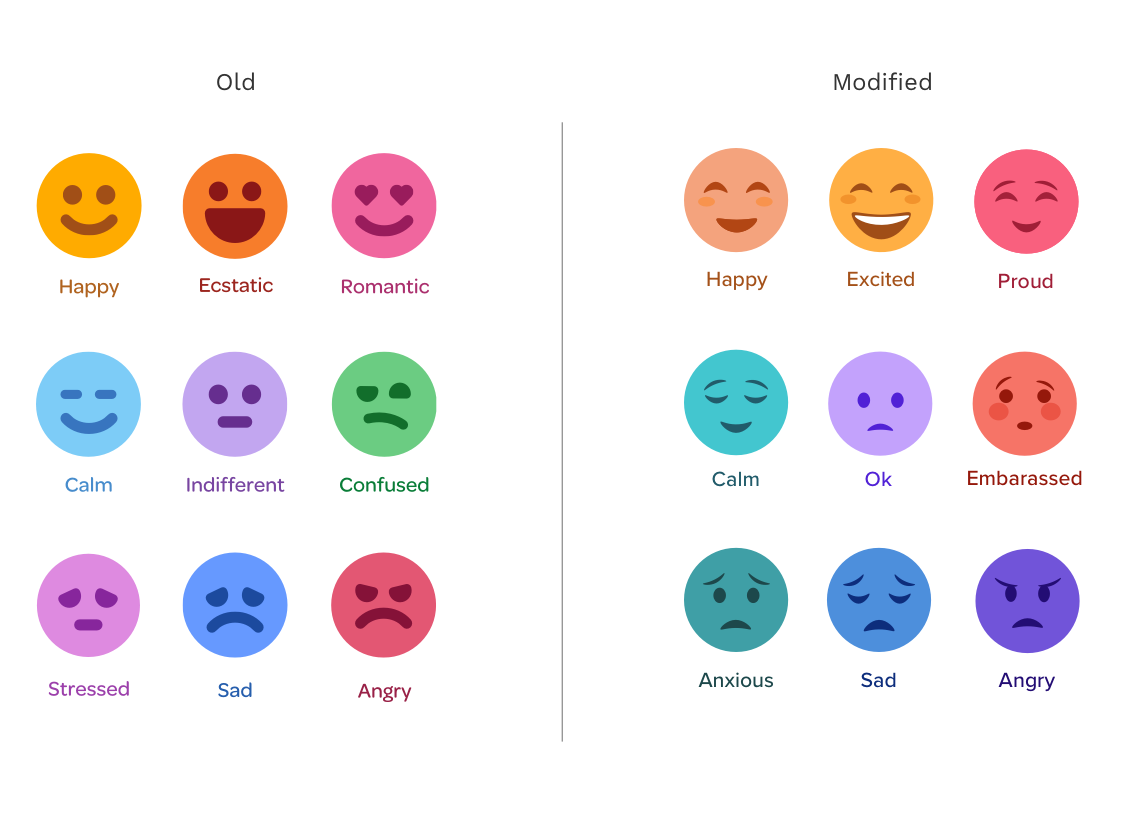 Old
Happy
Ecstatic
Romantic
Calm
Indifferent
Confused
Stressed
Sad
Angry
Modified
Happy
Excited
Proud
Calm
Ok
Embarassed
Anxious
Sad
Angry